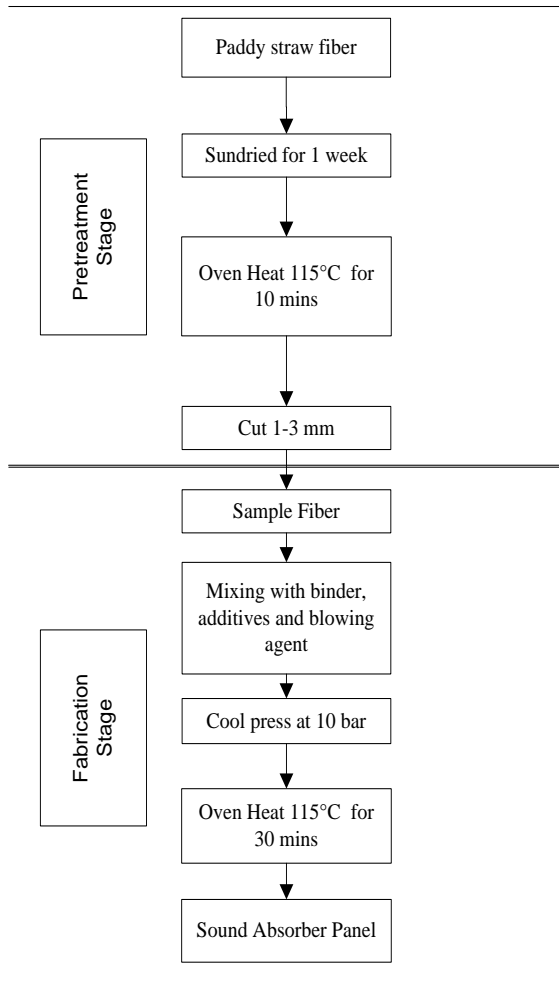 Paddy straw fiber
Pretreatment
Stage
Sundried for 1 week
Oven Heat 115°C for
10 mins
Cut 1-3 mm
Sample Fiber
Fabrication
Stage
Mixing with binder,
additives and blowing
agent
Cool press at 10 bar
Oven Heat 115°C for
30 mins
Sound Absorber Panel